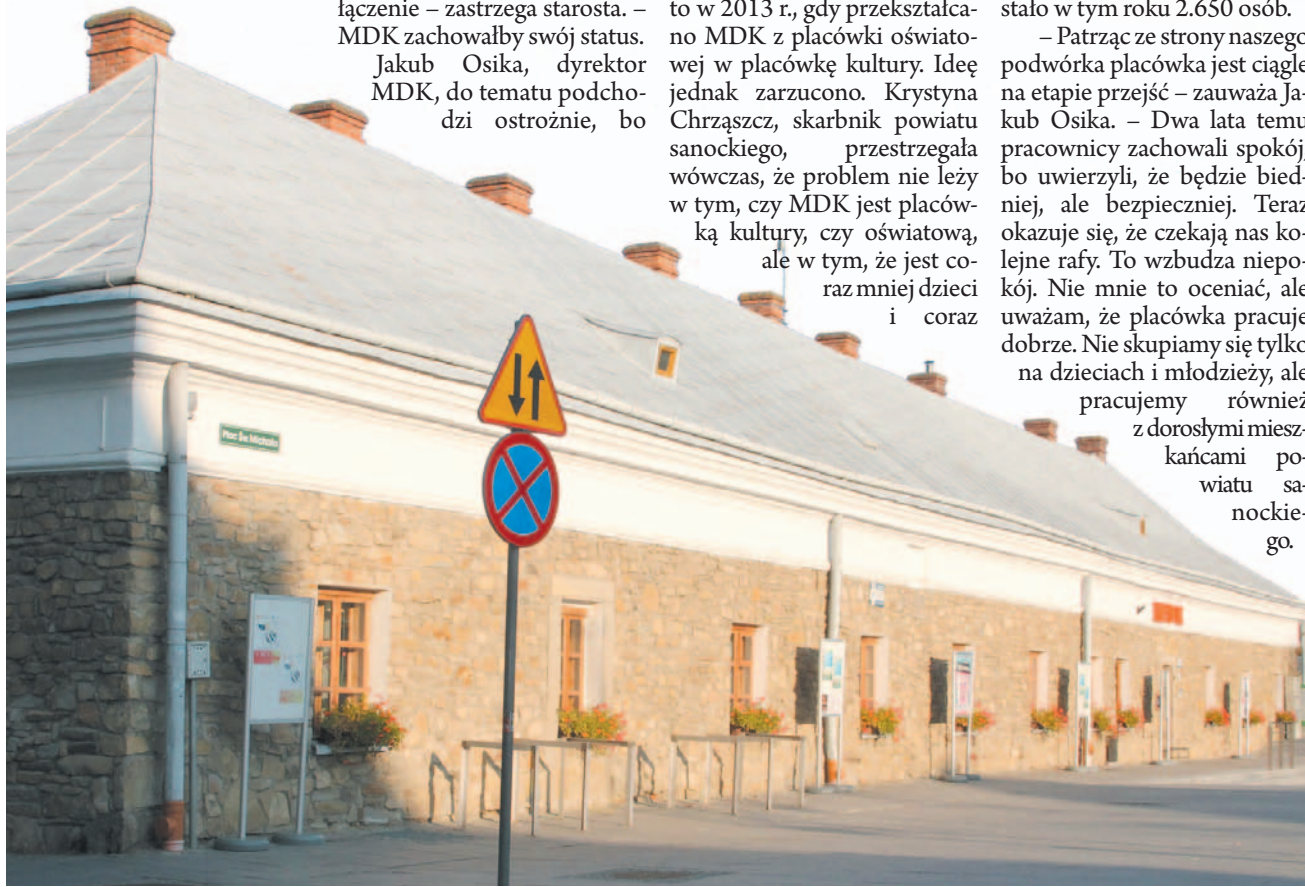 łączenie – zastrzega starosta. –
MDK zachowałby swój status.
Jakub Osika, dyrektor
MDK, do tematu podcho-
dzi ostrożnie, bo
to w 2013 r., gdy przekształca-
no MDK z placówki oświato-
wej w placówkę kultury. Ideę
jednak zarzucono. Krystyna
Chrząszcz, skarbnik powiatu
sanockiego, przestrzegała
wówczas, że problem nie leży
w tym, czy MDK jest placów-
ką kultury, czy oświatową,
ale w tym, że jest co-
raz mniej dzieci
i coraz
stało w tym roku 2.650 osób.
– Patrząc ze strony naszego
podwórka placówka jest ciągle
na etapie przejść – zauważa Ja-
kub Osika. – Dwa lata temu
pracownicy zachowali spokój,
bo uwierzyli, że będzie bied-
niej, ale bezpieczniej. Teraz
okazuje się, że czekają nas ko-
lejne rafy. To wzbudza niepo-
kój. Nie mnie to oceniać, ale
uważam, że placówka pracuje
dobrze. Nie skupiamy się tylko
na dzieciach i młodzieży, ale
pracujemy również
z dorosłymi miesz-
kańcami po-
wiatu sa-
nockie-
go.
Plac Św. Michała